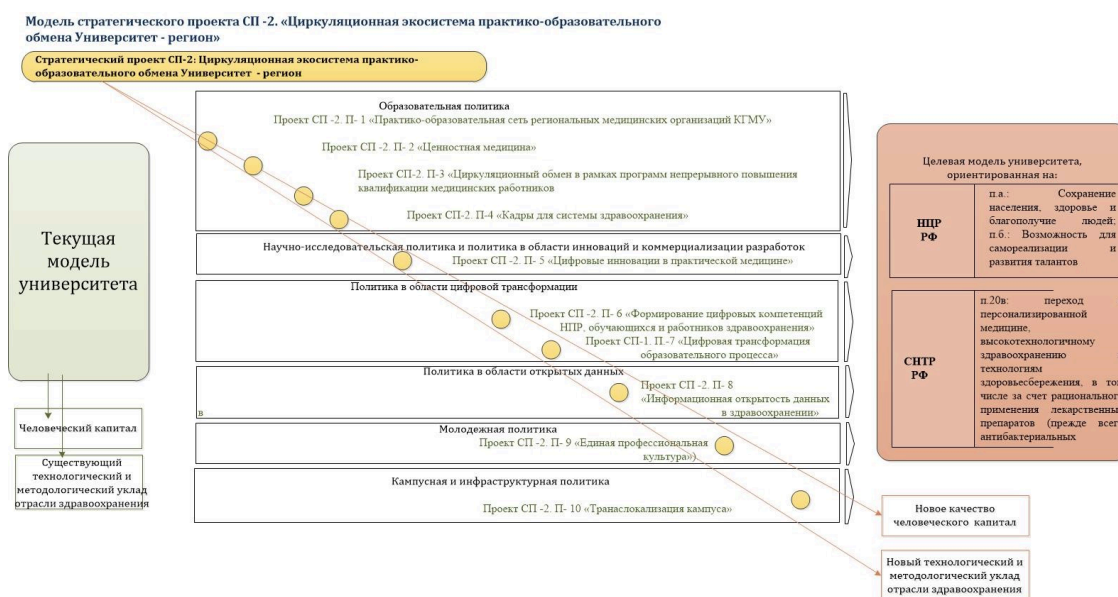 Модель стратегического проекта СП -2. «Циркуляционная экосистема практико-образовательного
обмена Университет - регион»
Стратегический проект СП-2: Циркуляционная экосистема практико-
образовательного обмена Университет - регион
Текущая
модель
университета
Человеческий капитал
Существующий
технологический и
методологический уклад
отрасли здравоохранения
Образовательная политика
Проект СП -2. П- 1 «Практико-образовательная сеть региональных медицинских организаций КГМУ»
Проект СП -2. П- 2 «Ценностная медицина»
Проект СП-2. П-3 «Циркуляционный обмен в рамках программ непрерывного повышения
квалификации медицинских работников
Проект СП-2. П-4 «Кадры для системы здравоохранения»
Научно-исследовательская политика и политика в области инноваций и коммерциализации разработок
Проект СП -2. П- 5 «Цифровые инновации в практической медицине»
Политика в области цифровой трансформации
Проект СП -2. П- 6 «Формирование цифровых компетенций
НПР, обучающихся и работников здравоохранения»
Проект СП-1. П.-7 «Цифровая трансформация
образовательного процесса»
Политика в области открытых данных
Проект СП -2. П- 8
«Информационная открытость данных
в здравоохранении»
в
Молодежная политика
Проект СП -2. П- 9 «Единая профессиональная
культура»)
Кампусная и инфраструктурная политика
Проект СП -2. П- 10 «Транаслокализация кампуса»
Целевая модель университета,
ориентированная на:
НЦР
РФ
п.а.: Сохранение
населения, здоровье и
благополучие людей;
п.б.: Возможность для
самореализации и
развития талантов
СНТР
РФ
п.20в: переход
персонализированной
медицине,
высокотехнологичному
здравоохранению
технологиям
здоровьесбережения, в то
числе за счет рационального
применения лекарственны
препаратов (прежде всег
антибактериальных
Новое качество
человеческого капитал
Новый технологический и
методологический уклад
отрасли здравоохранения